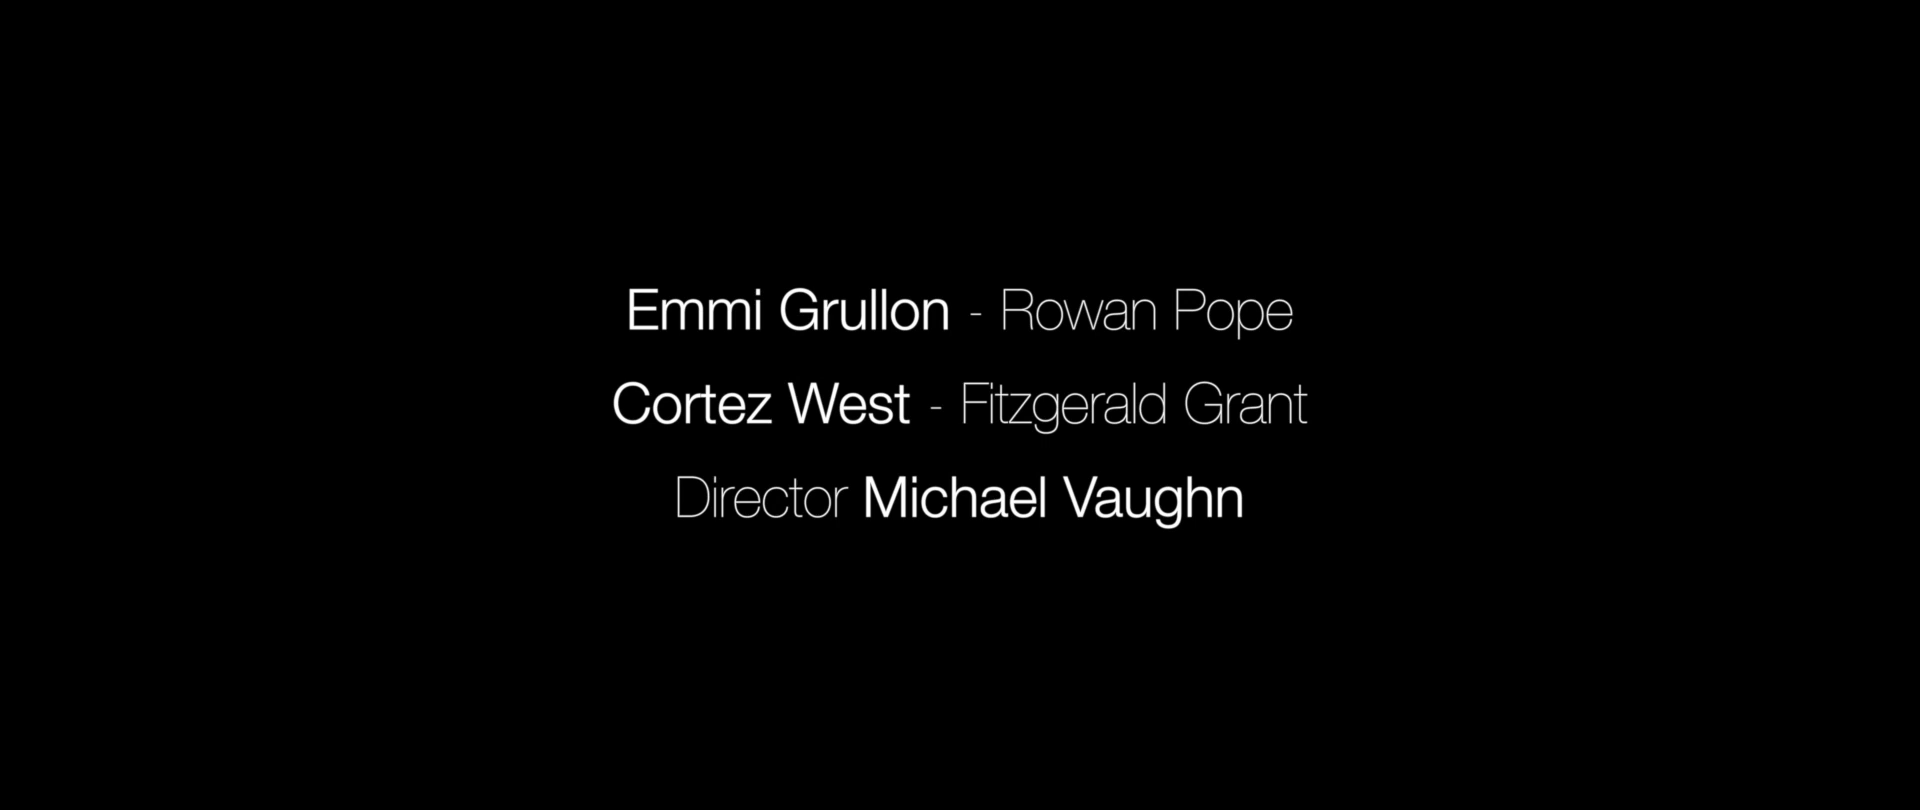 Emmi Grullon - Rowan Pope
Cortez West - Fitzgerald Grant
Director Michael Vaughn